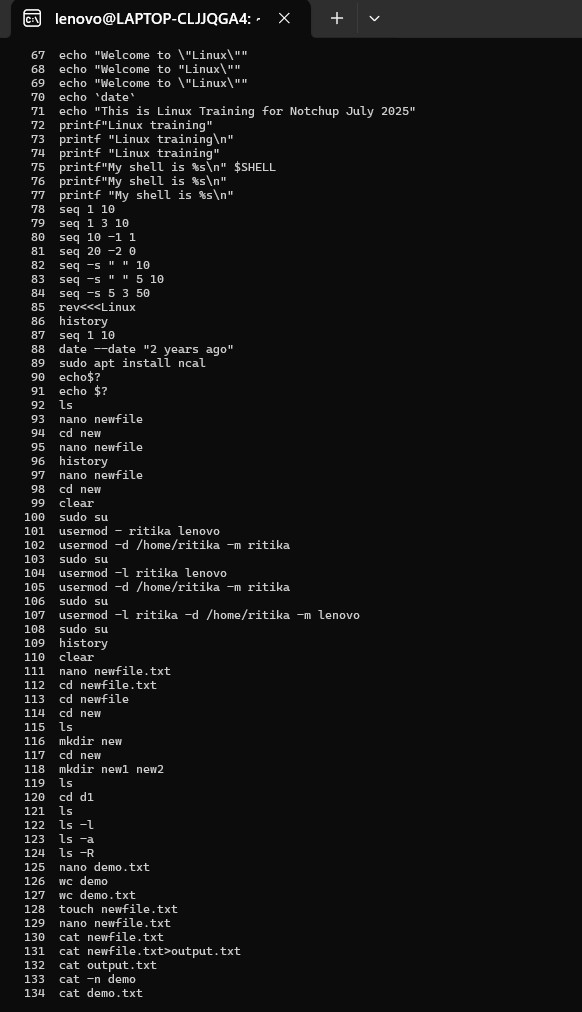 lenovo@LAPTOP-CLJJQGA4: ~
67 echo "Welcome to \"Linux\""
68 echo "Welcome to "Linux\""
69 echo "Welcome to \"Linux\""
70 echo `date`
71 echo "This is Linux Training for Notchup July 2025"
72 printf"Linux training"
73 printf "Linux training\n"
74 printf "Linux training"
75 printf"My shell is %s\n" $SHELL
76 printf"My shell is %s\n"
77 printf "My shell is %s\n"
78 seq 1 10
79 seq 1 3 10
80 seq 10 -1 1
81 seq 20 -2 0
82 seq -s " " 10
83 seq -s " " 5 10
84 seq -s 5 3 50
85 rev<<<Linux
86 history
87 seq 1 10
88 date --date "2 years ago"
89 sudo apt install ncal
90 echo$?
91 echo $?
92 ls
93 nano newfile
94 cd new
95 nano newfile
96 history
97 nano newfile
98 cd new
99 clear
100 sudo su
101 usermod - ritika lenovo
102 usermod -d /home/ritika -m ritika
103 sudo su
104 usermod -l ritika lenovo
105 usermod -d /home/ritika -m ritika
106 sudo su
107 usermod -l ritika -d /home/ritika -m lenovo
108 sudo su
109 history
110 clear
111 nano newfile.txt
112 cd newfile.txt
113 cd newfile
114 cd new
115 ls
116 mkdir new
117 cd new
118 mkdir new1 new2
119 ls
120 cd d1
121 ls
122 ls -l
123 ls -a
124 ls -R
125 nano demo.txt
126 wc demo
127 wc demo.txt
128 touch newfile.txt
129 nano newfile.txt
130 cat newfile.txt
131 cat newfile.txt>output.txt
132 cat output.txt
133 cat -n demo
134 cat demo.txt